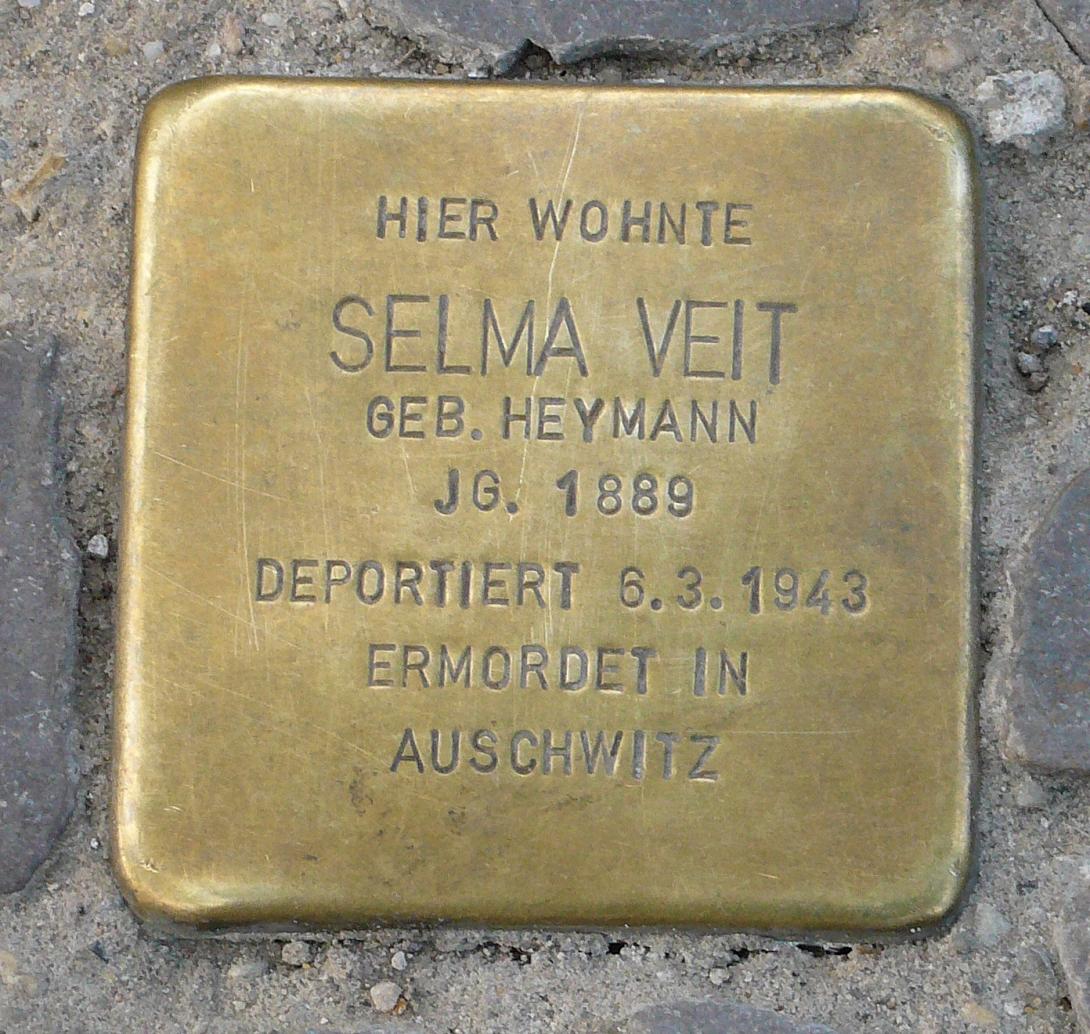 HIER WOHNTE
SELMA VEIT
GEB. HEYMANN
JG. 1889
DEPORTIERT 6.3.1943
ERMORDET IN
AUSCHWITZ